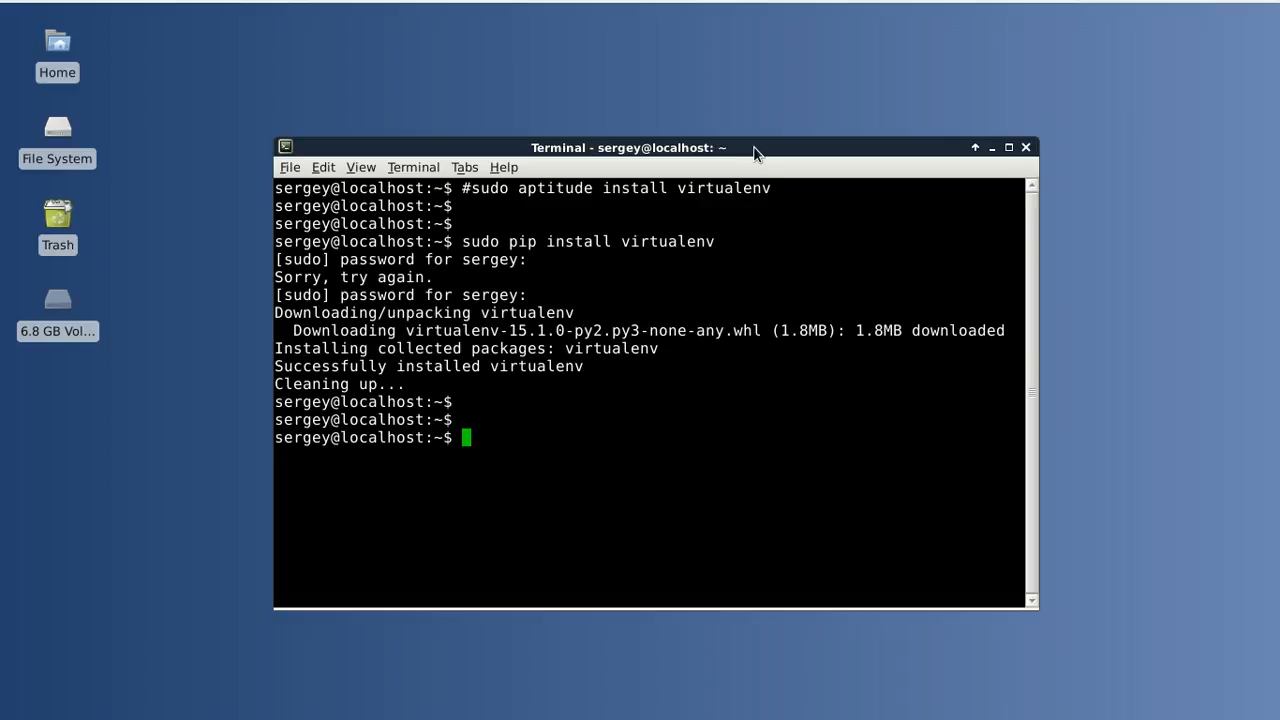 Home
File System
Trash
6.8 GB Vol...
Terminal - sergey@localhost: ~
File Edit View Terminal Tabs Help
sergey@localhost:~$ #sudo aptitude install virtualenv
sergey@localhost:~$
sergey@localhost:~$
sergey@localhost:~$ sudo pip install virtualenv
[sudo] password for sergey:
Sorry, try again.
[sudo] password for sergey:
Downloading/unpacking virtualenv
  Downloading virtualenv-15.1.0-py2.py3-none-any.whl (1.8MB): 1.8MB downloaded
Installing collected packages: virtualenv
Successfully installed virtualenv
Cleaning up...
sergey@localhost:~$
sergey@localhost:~$
sergey@localhost:~$